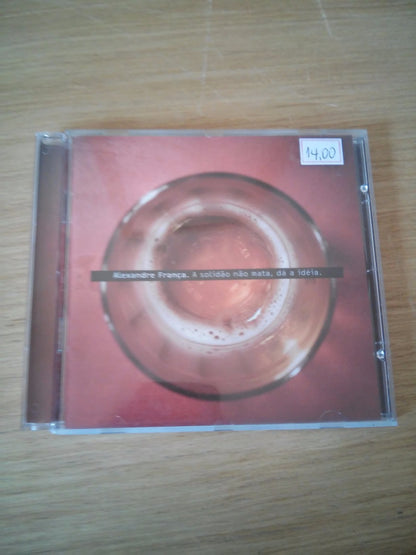 14,00
Alexandre França. A solidão não mata, dá a idéia.